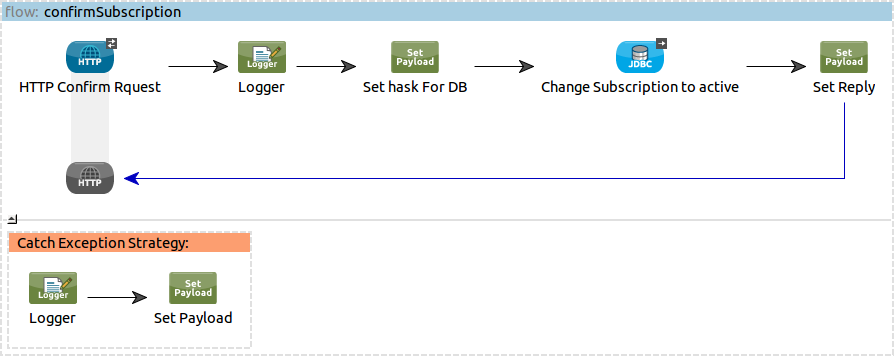 flow: confirmSubscription
HTTP
Logger
Set
Payload
JDBC
Set
Payload
HTTP Confirm Rquest
Logger
Set hask For DB
Change Subscription to active
Set Reply
HTTP
Catch Exception Strategy:
Logger
Set
Payload
Logger
Set Payload